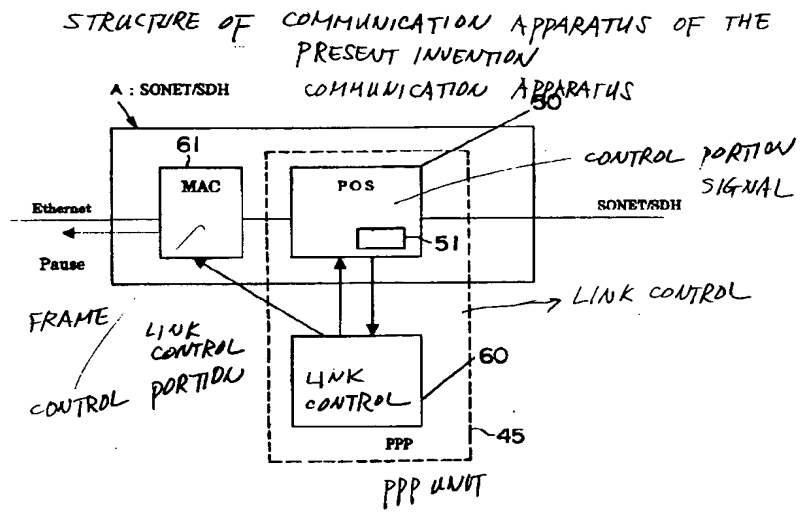 STRUCTURE OF COMMUNICATION APPARATUS OF THE
PRESENT INVENTION
COMMUNICATION APPARATUS
A : SONET/SDH
50
61
MAC
POS
CONTROL PORTION
SIGNAL
Ethernet
SONET/SDH
51
Pause
LINK CONTROL
FRAME
LINK
CONTROL
PORTION
CONTROL
LINK
CONTROL
60
PPP
45
PPP UNIT